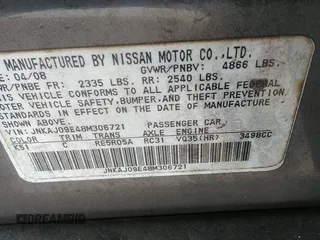 MANUFACTURED BY NISSAN MOTOR CO.,LTD.
DATE: 04/08 GVWR/PNBV: 4866 LBS.
GAWR/PNBE FR: 2335 LBS. RR: 2540 LBS.
CONFORMS TO ALL APPLICABLE FEDERAL
MOTOR VEHICLE SAFETY, BUMPER, AND THEFT PREVENTION
STANDARDS IN EFFECT ON THE DATE OF
MANUFACTURE SHOWN ABOVE.
VIN: JNKAJ09E48M306721 PASSENGER CAR
COLOR TRIM TRANS AXLE ENGINE
K51 C RE5R05A RC31 VQ35(HR) 3498CC
JNKAJ09E48M306721